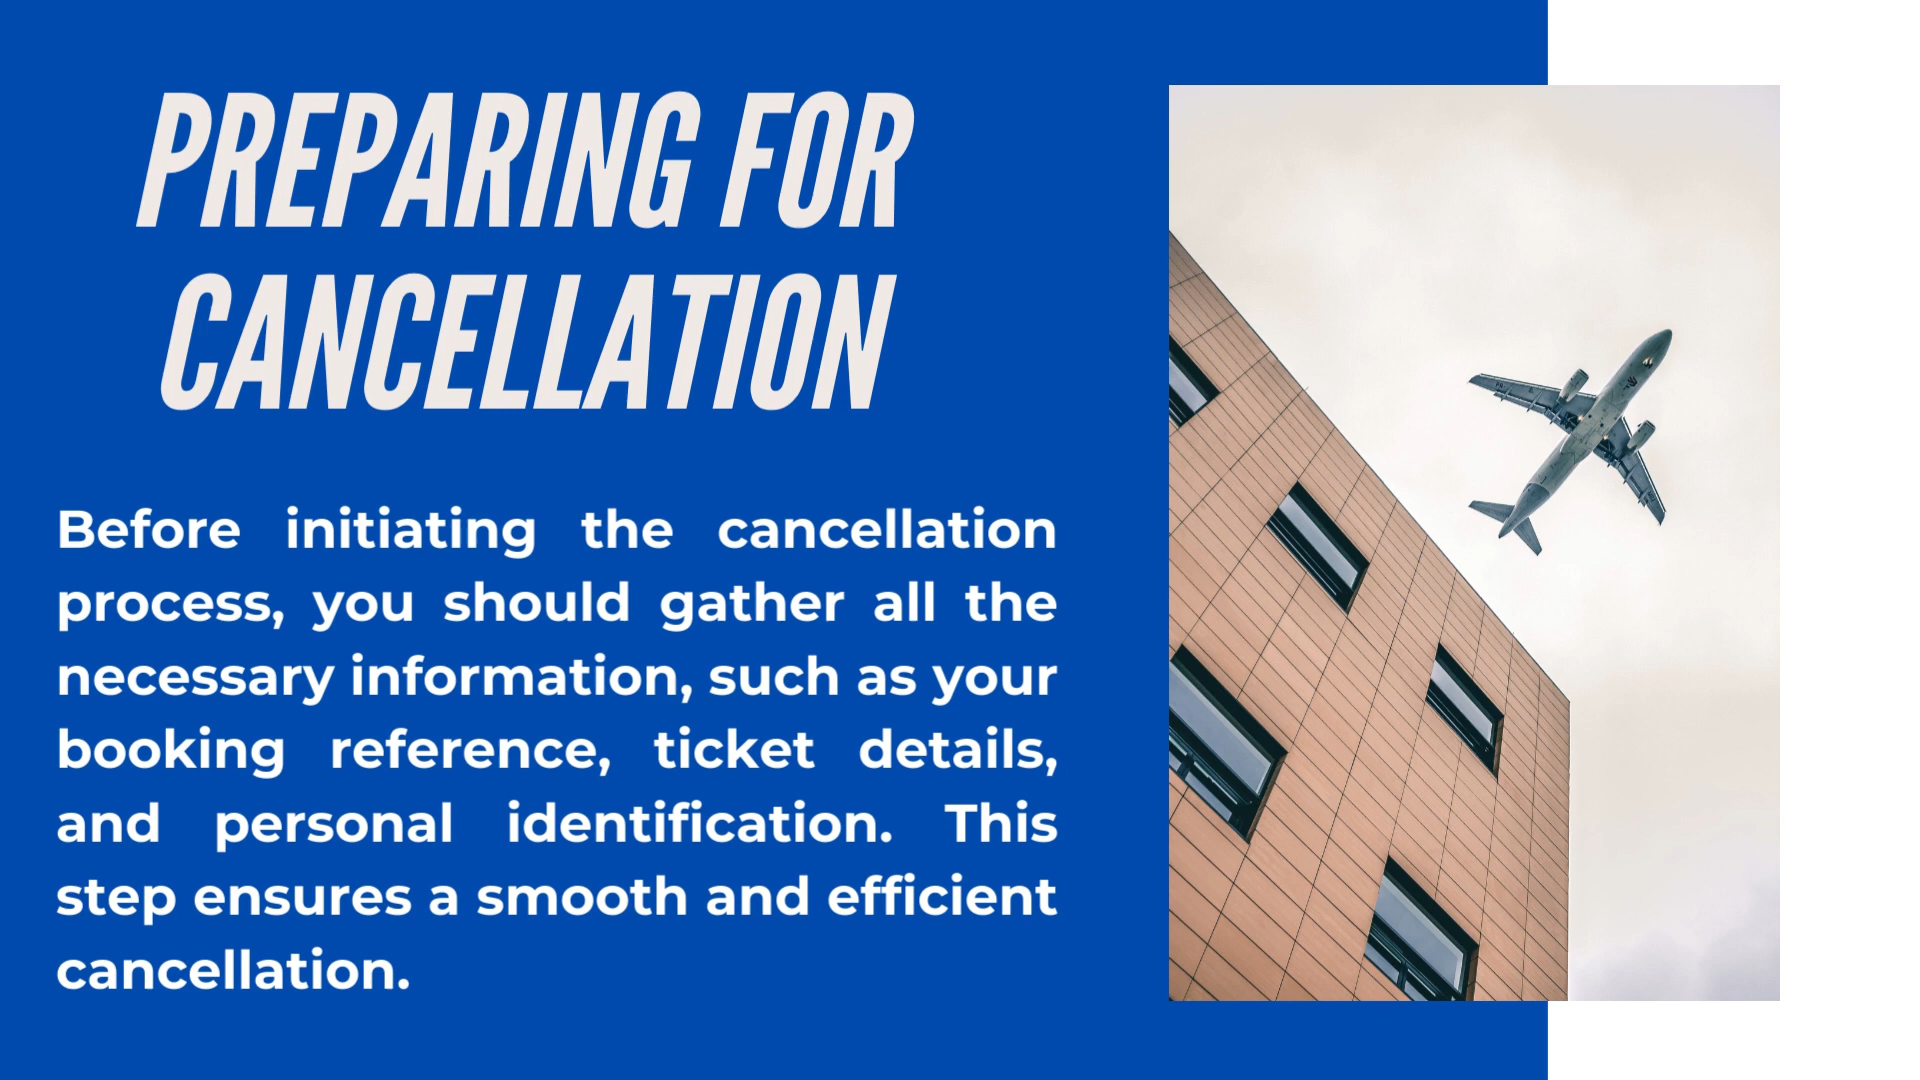 PREPARING FOR
CANCELLATION
Before initiating the cancellation
process, you should gather all the
necessary information, such as your
booking reference, ticket details,
and personal identification. This
step ensures a smooth and efficient
cancellation.